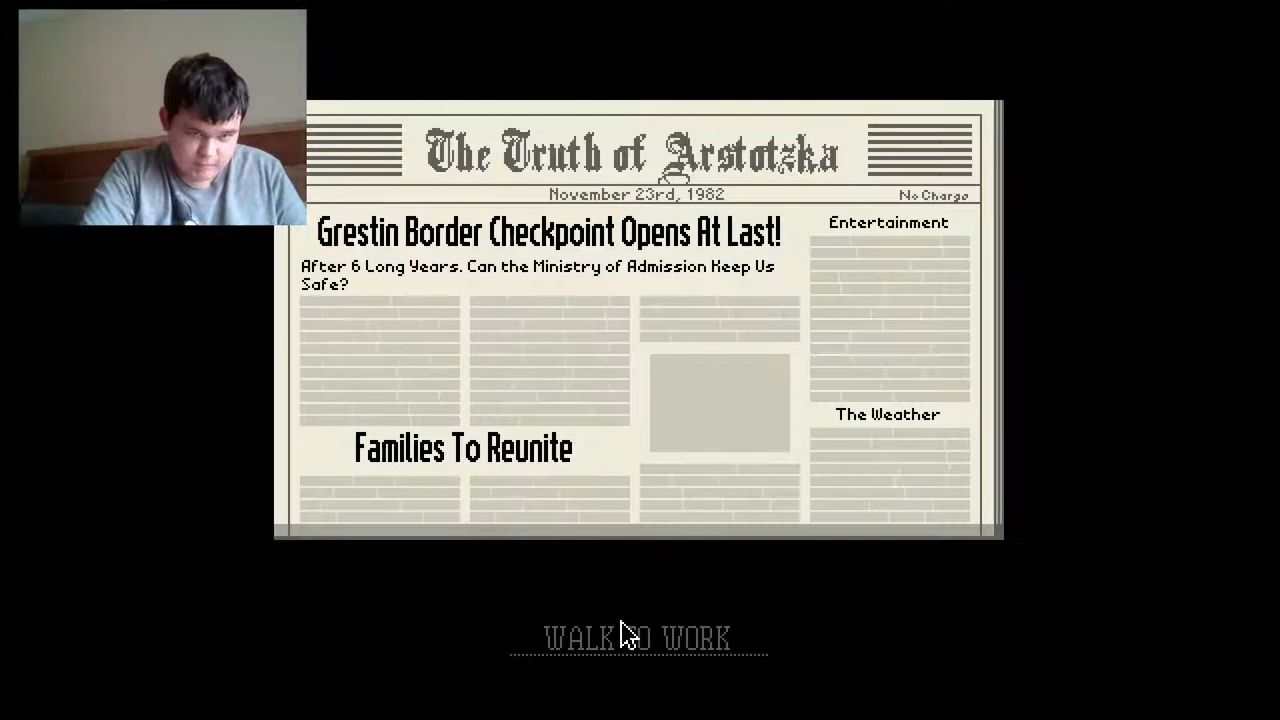 The Truth of Arstotzka
November 23rd, 1982
No Charge
Grestin Border Checkpoint Opens At Last!
After 6 Long Years. Can the Ministry of Admission Keep Us
Safe?
Families To Reunite
Entertainment
The Weather
WALK TO WORK